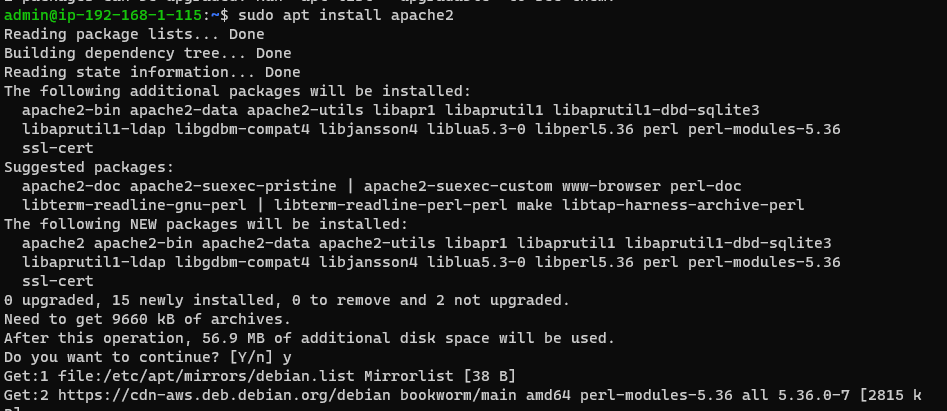 admin@ip-192-168-1-115:~$ sudo apt install apache2
Reading package lists... Done
Building dependency tree... Done
Reading state information... Done
The following additional packages will be installed:
  apache2-bin apache2-data apache2-utils libapr1 libaprutil1 libaprutil1-dbd-sqlite3
  libaprutil1-ldap libgdbm-compat4 libjansson4 liblua5.3-0 libperl5.36 perl perl-modules-5.36
  ssl-cert
Suggested packages:
  apache2-doc apache2-suexec-pristine | apache2-suexec-custom www-browser perl-doc
  libterm-readline-gnu-perl | libterm-readline-perl-perl make libtap-harness-archive-perl
The following NEW packages will be installed:
  apache2 apache2-bin apache2-data apache2-utils libapr1 libaprutil1 libaprutil1-dbd-sqlite3
  libaprutil1-ldap libgdbm-compat4 libjansson4 liblua5.3-0 libperl5.36 perl perl-modules-5.36
  ssl-cert
0 upgraded, 15 newly installed, 0 to remove and 2 not upgraded.
Need to get 9660 kB of archives.
After this operation, 56.9 MB of additional disk space will be used.
Do you want to continue? [Y/n] y
Get:1 file:/etc/apt/mirrors/debian.list Mirrorlist [38 B]
Get:2 https://cdn-aws.deb.debian.org/debian bookworm/main amd64 perl-modules-5.36 all 5.36.0-7 [2815 k